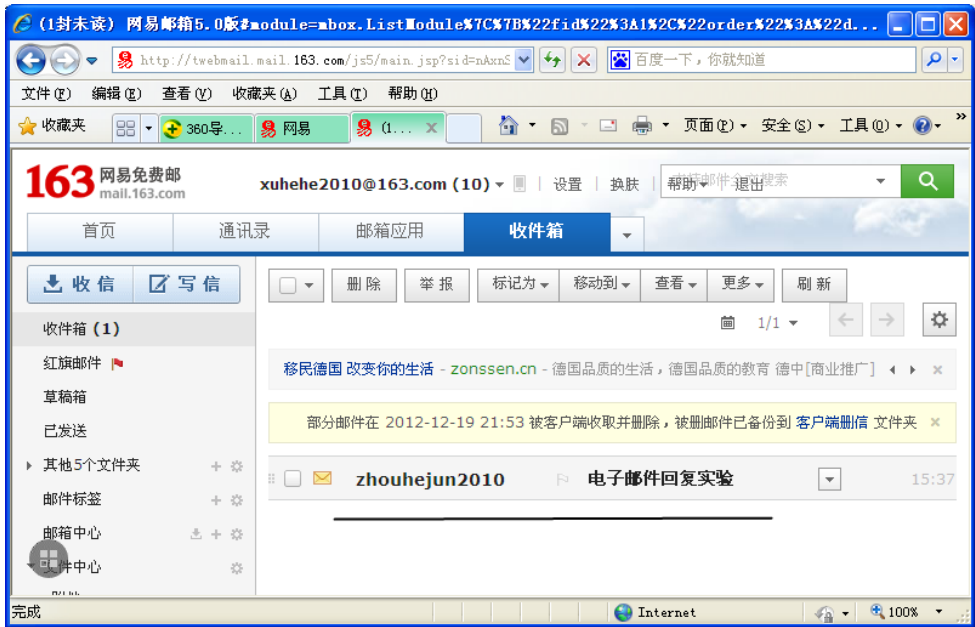 (1封未读) 网易邮箱5.0版#module=mbox.ListModule%7C%7B%22fid%22%3A1%2C%22order%22%3A%22d...
http://twebmail.mail.163.com/js5/main.jsp?sid=nAxnS
百度一下，你就知道
文件(F) 编辑(E) 查看(V) 收藏夹(A) 工具(T) 帮助(H)
收藏夹 360导... 网易 (1... x 页面(P) 安全(S) 工具(O) »
163 网易免费邮
mail.163.com
xuhehe2010@163.com (10) 设置 | 换肤 | 帮助 退出
首页 通讯录 邮箱应用 收件箱
收信 写信 删除 举报 标记为 移动到 查看 更多 刷新
1/1
收件箱 (1)
红旗邮件
移民德国 改变你的生活 - zonssen.cn - 德国品质的生活，德国品质的教育 德中[商业推广]
草稿箱
部分邮件在 2012-12-19 21:53 被客户端收取并删除，被删邮件已备份到 客户端删信 文件夹
已发送
其他5个文件夹
zhouhejun2010 电子邮件回复实验 15:37
邮件标签
邮箱中心
文件中心
完成 Internet 100%